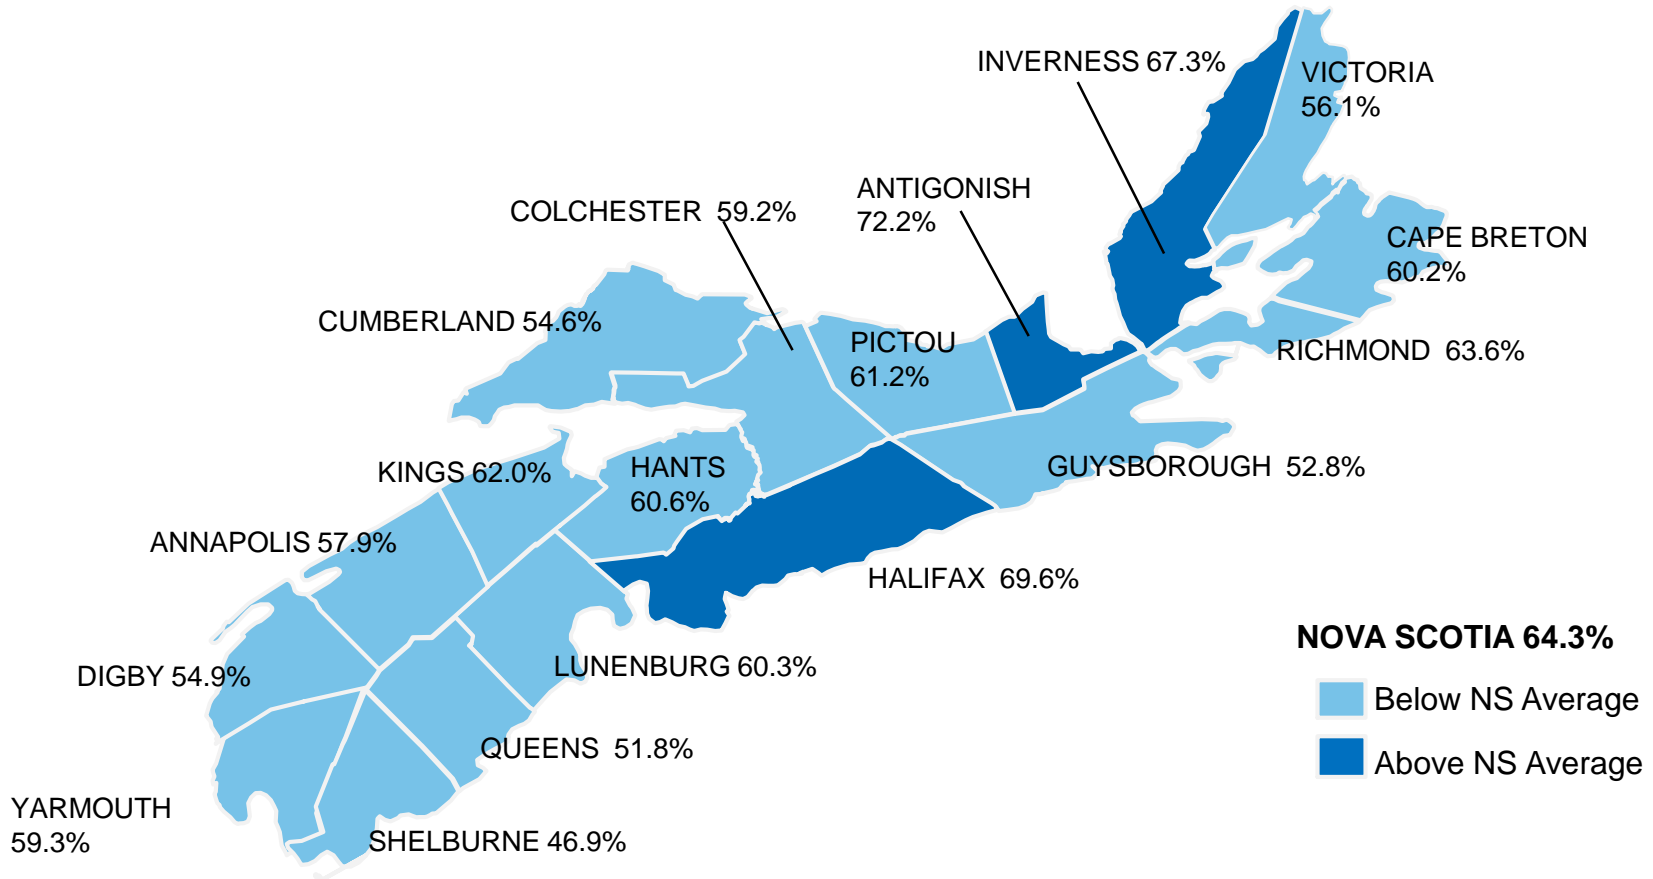 INVERNESS 67.3%
VICTORIA
56.1%
ANTIGONISH
72.2%
COLCHESTER 59.2%
CAPE BRETON
60.2%
CUMBERLAND 54.6%
PICTOU
61.2%
RICHMOND 63.6%
KINGS 62.0%
HANTS
60.6%
GUYSBOROUGH 52.8%
ANNAPOLIS 57.9%
HALIFAX 69.6%
DIGBY 54.9%
LUNENBURG 60.3%
QUEENS 51.8%
YARMOUTH
59.3%
SHELBURNE 46.9%
NOVA SCOTIA 64.3%
Below NS Average
Above NS Average